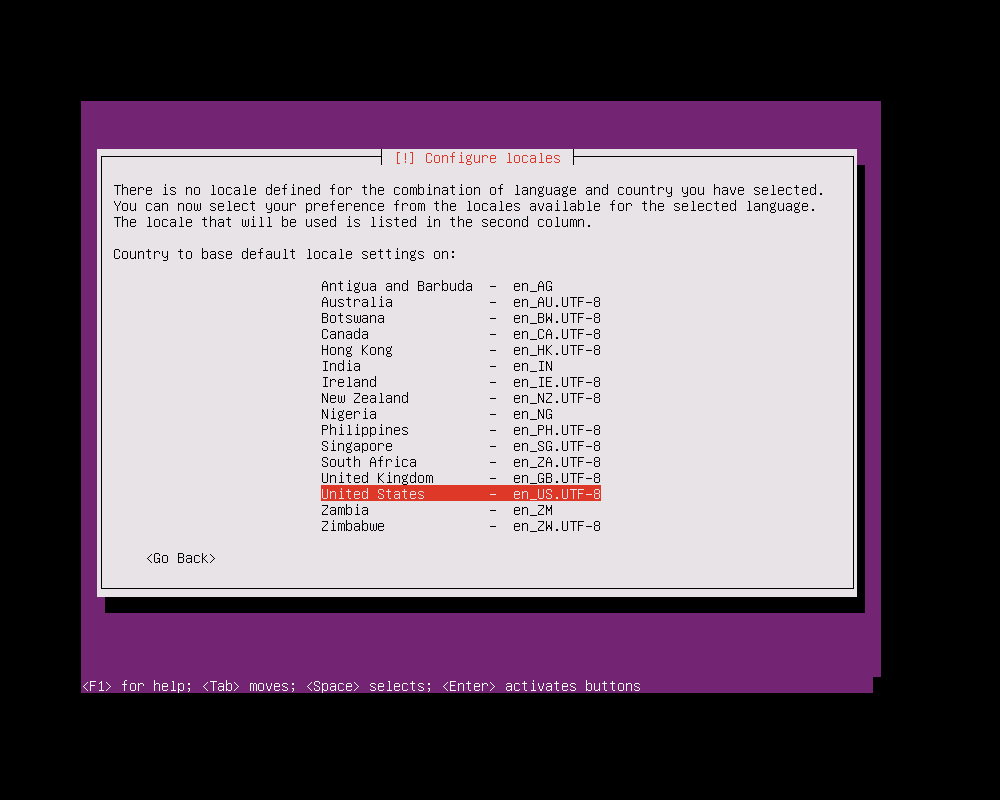 [!] Configure locales
There is no locale defined for the combination of language and country you have selected.
You can now select your preference from the locales available for the selected language.
The locale that will be used is listed in the second column.
Country to base default locale settings on:
Antigua and Barbuda - en_AG
Australia - en_AU.UTF-8
Botswana - en_BW.UTF-8
Canada - en_CA.UTF-8
Hong Kong - en_HK.UTF-8
India - en_IN
Ireland - en_IE.UTF-8
New Zealand - en_NZ.UTF-8
Nigeria - en_NG
Philippines - en_PH.UTF-8
Singapore - en_SG.UTF-8
South Africa - en_ZA.UTF-8
United Kingdom - en_GB.UTF-8
United States - en_US.UTF-8
Zambia - en_ZM
Zimbabwe - en_ZW.UTF-8
<Go Back>
<F1> for help; <Tab> moves; <Space> selects; <Enter> activates buttons